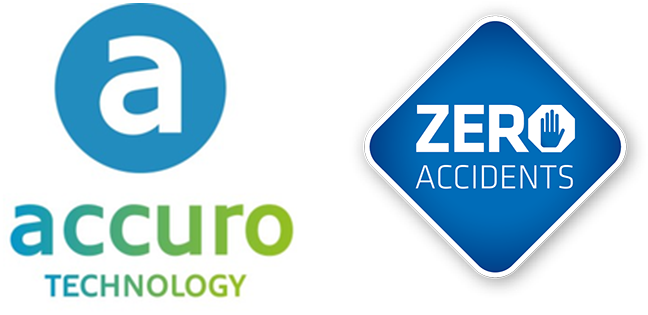 a
accuro
TECHNOLOGY
ZERO
ACCIDENTS